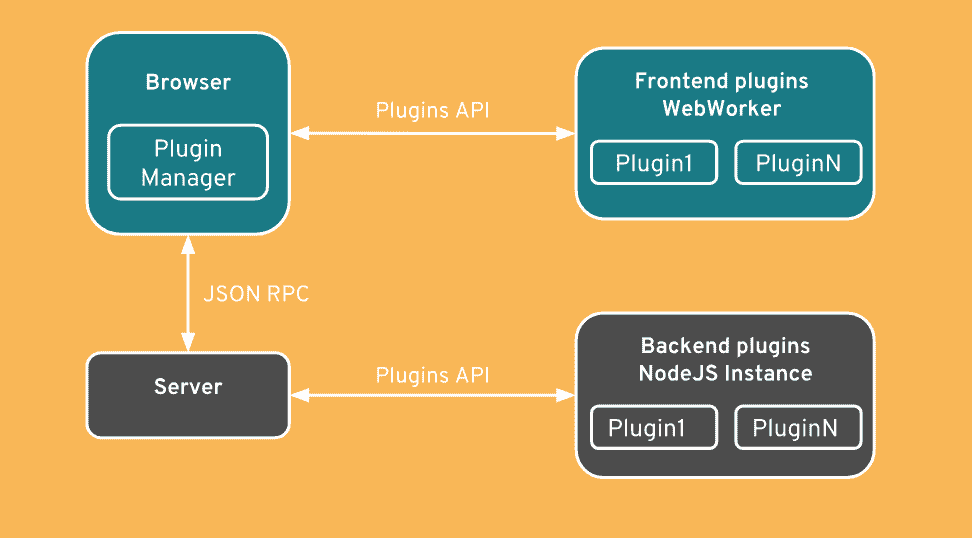 Browser
Plugin
Manager
Plugins API
Frontend plugins
WebWorker
Plugin1
PluginN
JSON RPC
Server
Plugins API
Backend plugins
NodeJS Instance
Plugin1
PluginN